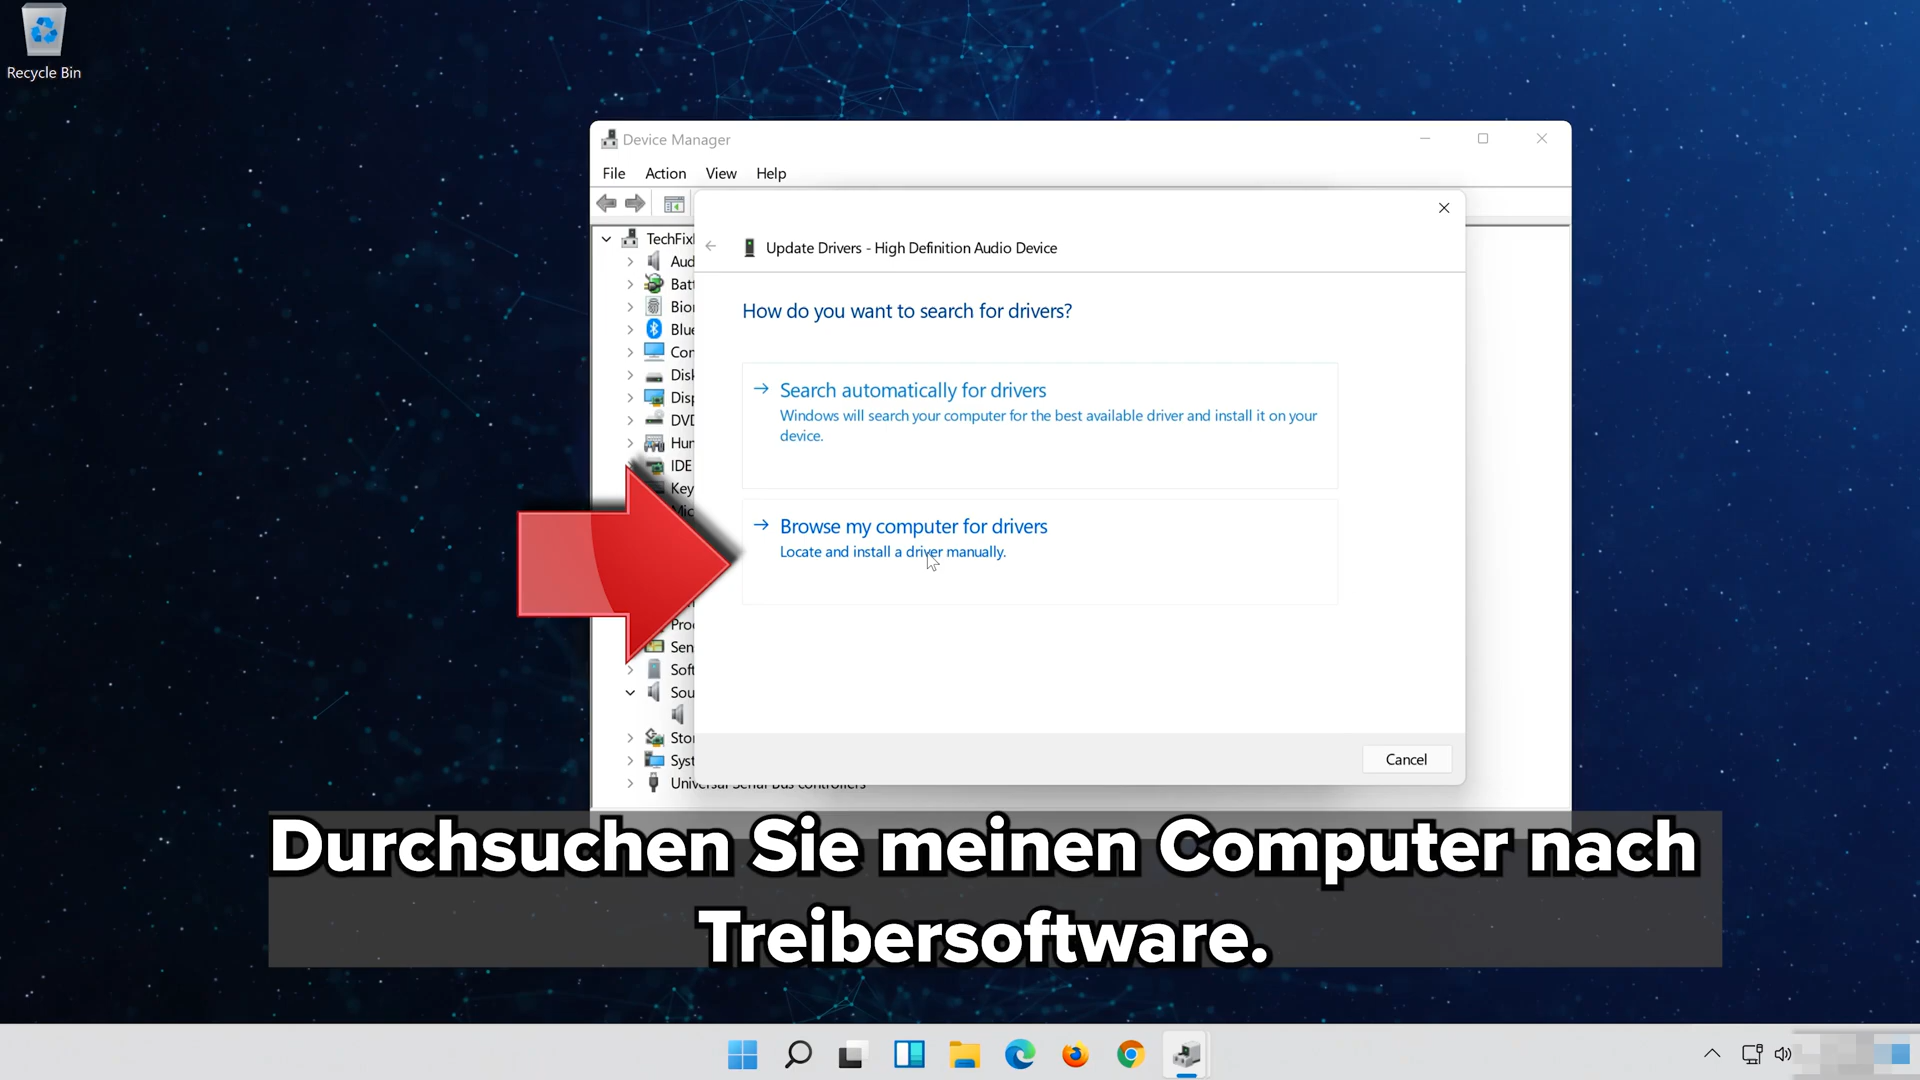 Recycle Bin
Device Manager
File Action View Help
Update Drivers - High Definition Audio Device
How do you want to search for drivers?
Search automatically for drivers
Windows will search your computer for the best available driver and install it on your
device.
Browse my computer for drivers
Locate and install a driver manually.
Cancel
TechFix
Aud
Batt
Bior
Blue
Con
Disk
Disp
DVD
Hun
IDE
Key
Mic
Proc
Sen
Soft
Sou
Stor
Syst
Universal Serial Bus controllers
Durchsuchen Sie meinen Computer nach
Treibersoftware.